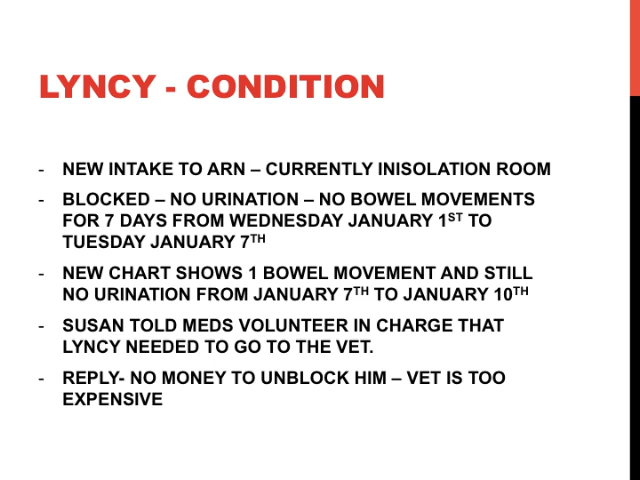 LYNCY - CONDITION
- NEW INTAKE TO ARN – CURRENTLY INISOLATION ROOM
- BLOCKED – NO URINATION – NO BOWEL MOVEMENTS
FOR 7 DAYS FROM WEDNESDAY JANUARY 1ST TO
TUESDAY JANUARY 7TH
- NEW CHART SHOWS 1 BOWEL MOVEMENT AND STILL
NO URINATION FROM JANUARY 7TH TO JANUARY 10TH
- SUSAN TOLD MEDS VOLUNTEER IN CHARGE THAT
LYNCY NEEDED TO GO TO THE VET.
- REPLY- NO MONEY TO UNBLOCK HIM – VET IS TOO
EXPENSIVE